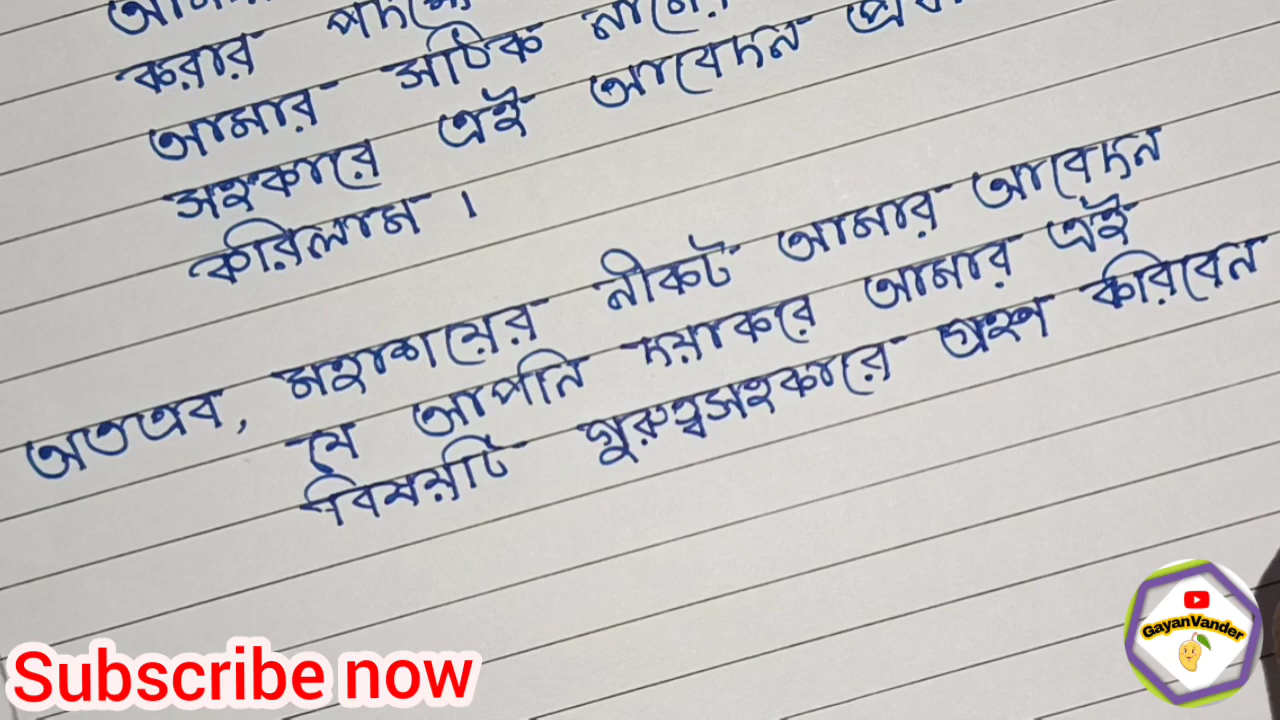 করার
আমার সঠিক
সহকারে এই আবেদন
করিলাম ।
অতএব, মহাশয়ের নীকট আমার আবেদন
যে আপনি দয়াকরে আমার এই
বিষয়টি গুরুত্বসহকারে গ্রহণ করিবেন
Subscribe now
GayanVander